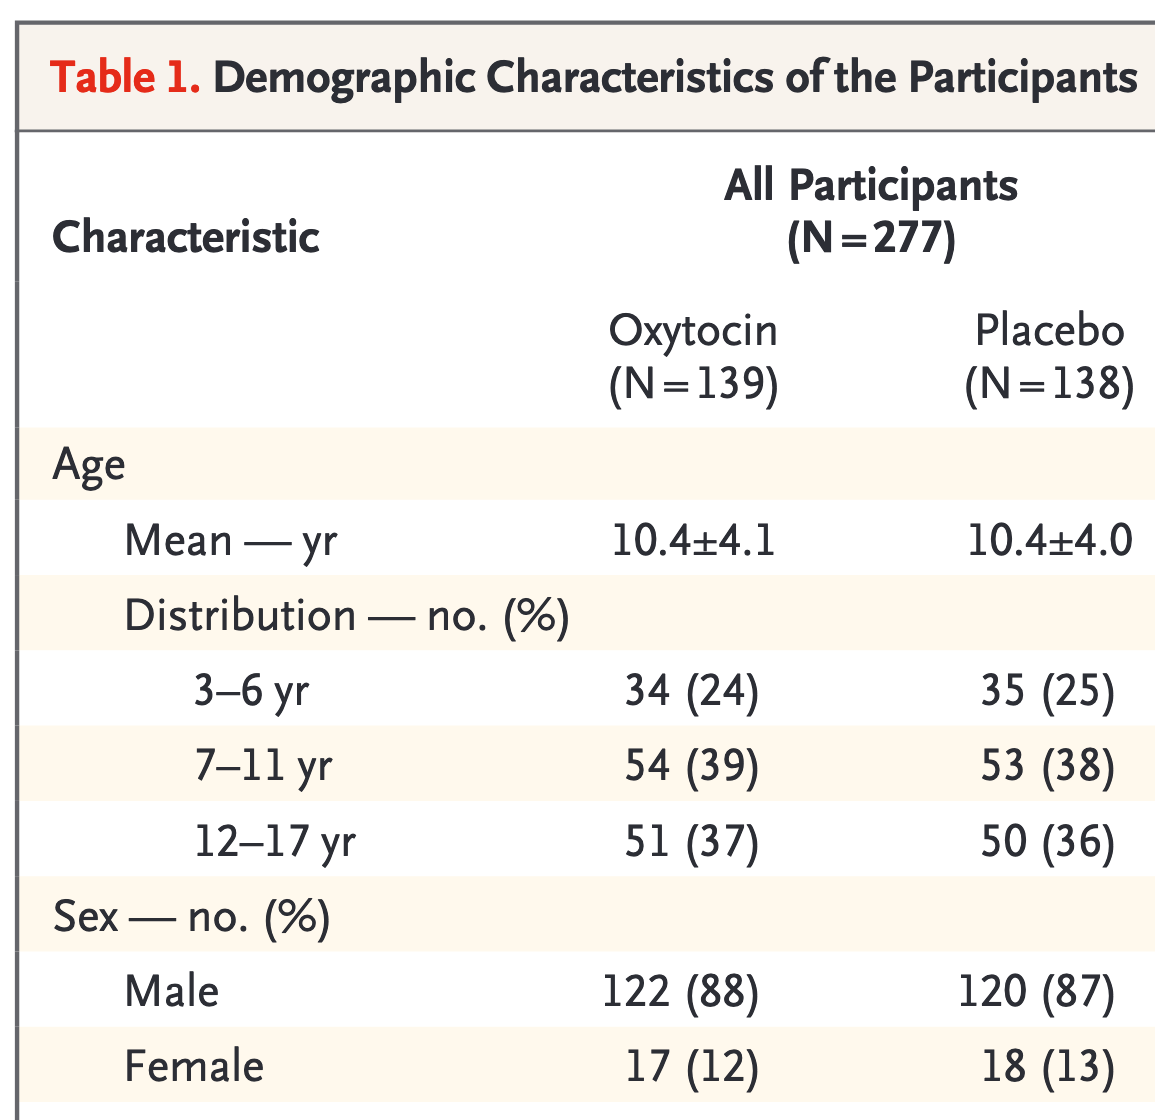 Table 1. Demographic Characteristics of the Participants
Characteristic
All Participants
(N=277)
Oxytocin
(N=139)
Placebo
(N=138)
Age
Mean — yr 10.4±4.1 10.4±4.0
Distribution — no. (%)
3–6 yr 34 (24) 35 (25)
7–11 yr 54 (39) 53 (38)
12–17 yr 51 (37) 50 (36)
Sex — no. (%)
Male 122 (88) 120 (87)
Female 17 (12) 18 (13)